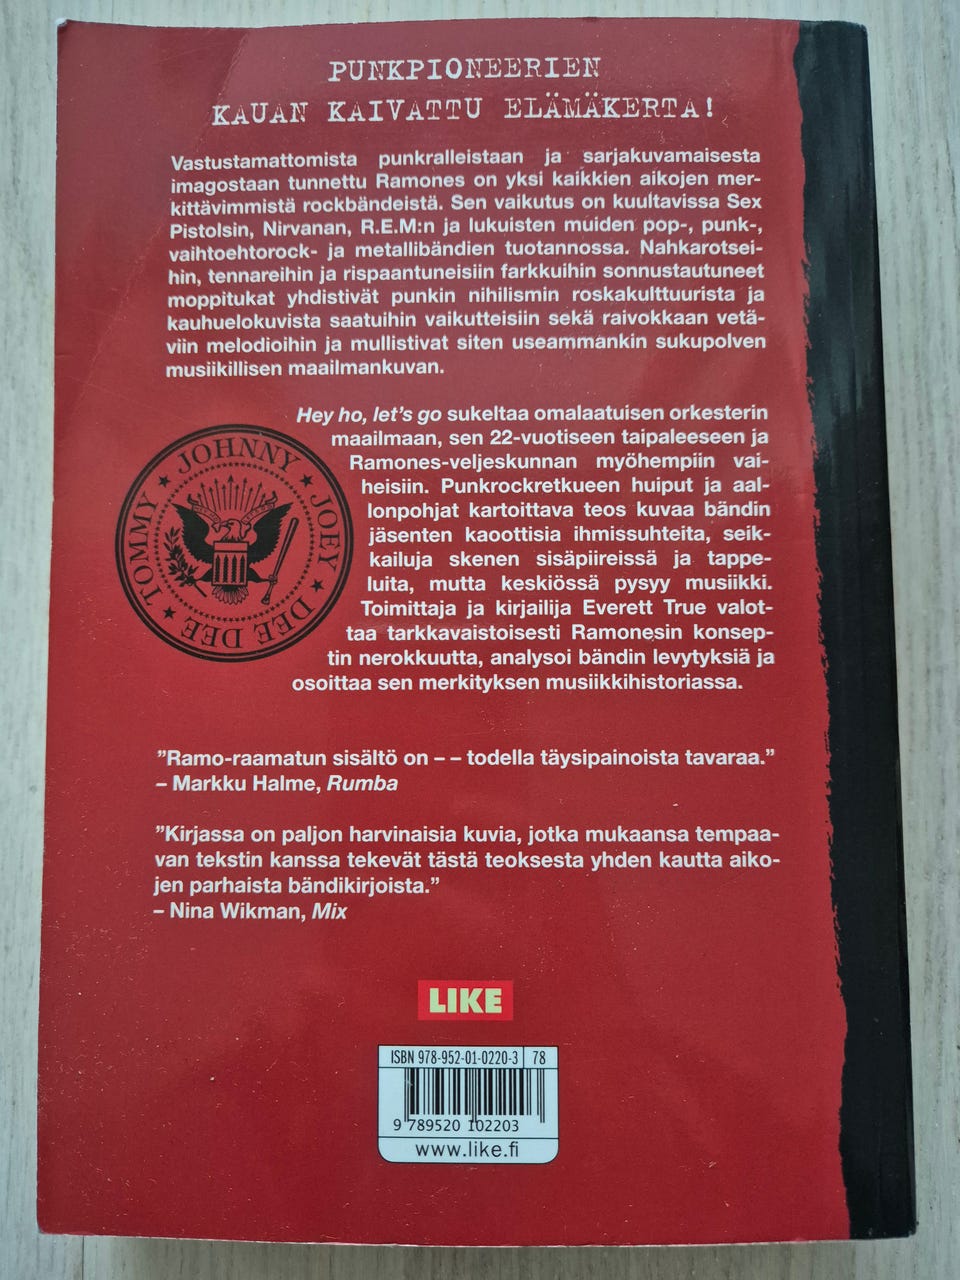 PUNKPIONEERIEN
KAUAN KAIVATTU ELÄMÄKERTA!
Vastustamattomista punkralleistaan ja sarjakuvamaisesta
imagostaan tunnettu Ramones on yksi kaikkien aikojen mer-
kittävimmistä rockbändeistä. Sen vaikutus on kuultavissa Sex
Pistolsin, Nirvanan, R.E.M:n ja lukuisten muiden pop-, punk-,
vaihtoehtorock- ja metallibändien tuotannossa. Nahkarotsei-
hin, tennareihin ja rispaantuneisiin farkkuihin sonnustautuneet
moppitukat yhdistivät punkin nihilismin roskakulttuurista ja
kauhuelokuvista saatuihin vaikutteisiin sekä raivokkaan vetä-
viin melodioihin ja mullistivat siten useammankin sukupolven
musiikillisen maailmankuvan.
Hey ho, let's go sukeltaa omalaatuisen orkesterin
maailmaan, sen 22-vuotiseen taipaleeseen ja
Ramones-veljeskunnan myöhempiin vai-
heisiin. Punkrockretkueen huiput ja aal-
lonpohjat kartoittava teos kuvaa bändin
jäsenten kaoottisia ihmissuhteita, seik-
kailuja skenen sisäpiireissä ja tappe-
luita, mutta keskiössä pysyy musiikki.
Toimittaja ja kirjailija Everett True valot-
taa tarkkavaistoisesti Ramonesin konsep-
tin nerokkuutta, analysoi bändin levytyksiä ja
osoittaa sen merkityksen musiikkihistoriassa.
JOHNNY
JOEY
DEE DEE
TOMMY
”Ramo-raamatun sisältö on – – todella täysipainoista tavaraa.”
– Markku Halme, Rumba
”Kirjassa on paljon harvinaisia kuvia, jotka mukaansa tempaa-
van tekstin kanssa tekevät tästä teoksesta yhden kautta aiko-
jen parhaista bändikirjoista.”
– Nina Wikman, Mix
LIKE
ISBN 978-952-01-0220-3 78
9 789520 102203
www.like.fi